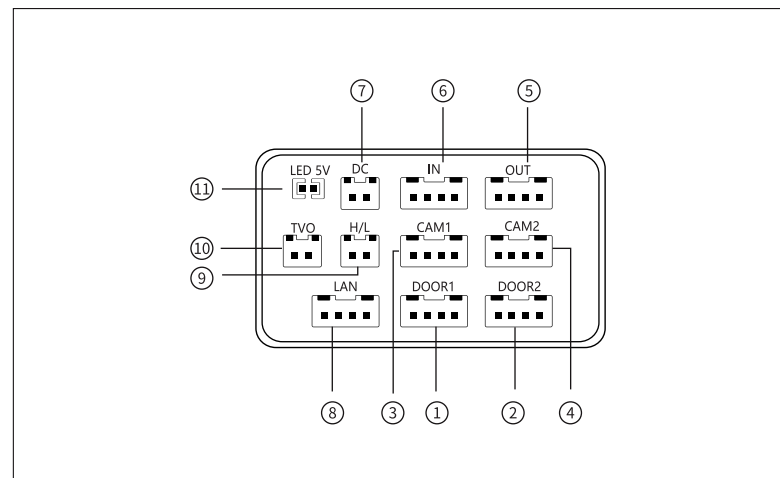 ⑦ ⑥ ⑤
LED 5V DC IN OUT
⑪
TVO H/L CAM1 CAM2
⑩
⑨
LAN DOOR1 DOOR2
⑧ ③ ① ② ④